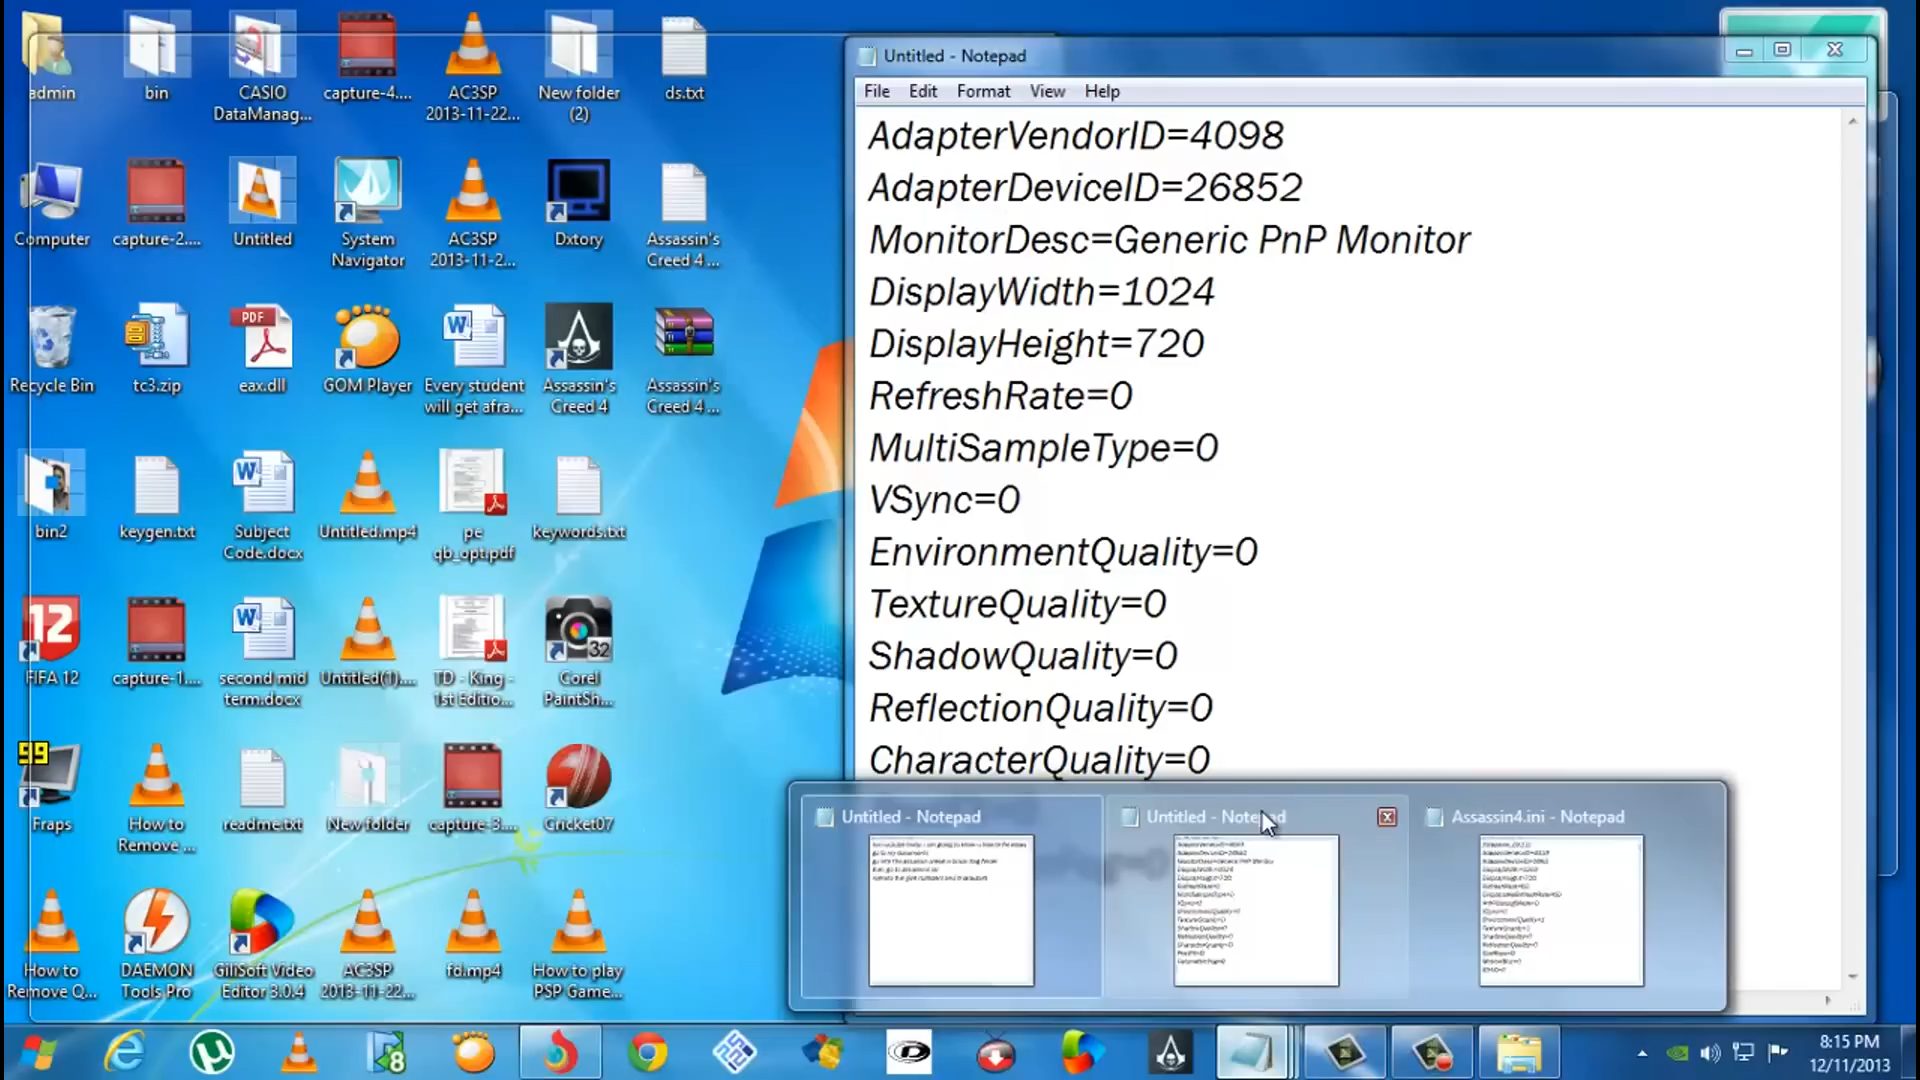 admin
bin
CASIO
DataManag...
capture-4....
AC3SP
2013-11-22...
New folder
(2)
ds.txt
Computer
capture-2....
Untitled
System
Navigator
AC3SP
2013-11-2...
Dxtory
Assassin's
Creed 4 ...
Recycle Bin
tc3.zip
PDF
eax.dll
GOM Player
Every student
will get afra...
Assassin's
Creed 4
Assassin's
Creed 4 ...
bin2
keygen.txt
Subject
Code.docx
Untitled.mp4
pe
qb_opt.pdf
keywords.txt
12
FIFA 12
capture-1....
second mid
term.docx
Untitled(1)....
TD - King -
1st Editio...
32
Corel
PaintSh...
99
Fraps
How to
Remove ...
readme.txt
New folder
capture-3....
Cricket07
How to
Remove Q...
DAEMON
Tools Pro
GiliSoft Video
Editor 3.0.4
AC3SP
2013-11-22...
fd.mp4
How to play
PSP Game...
Untitled - Notepad
File Edit Format View Help
AdapterVendorID=4098
AdapterDeviceID=26852
MonitorDesc=Generic PnP Monitor
DisplayWidth=1024
DisplayHeight=720
RefreshRate=0
MultiSampleType=0
VSync=0
EnvironmentQuality=0
TextureQuality=0
ShadowQuality=0
ReflectionQuality=0
CharacterQuality=0
Untitled - Notepad
Untitled - Notepad
Assassin4.ini - Notepad
8:15 PM
12/11/2013